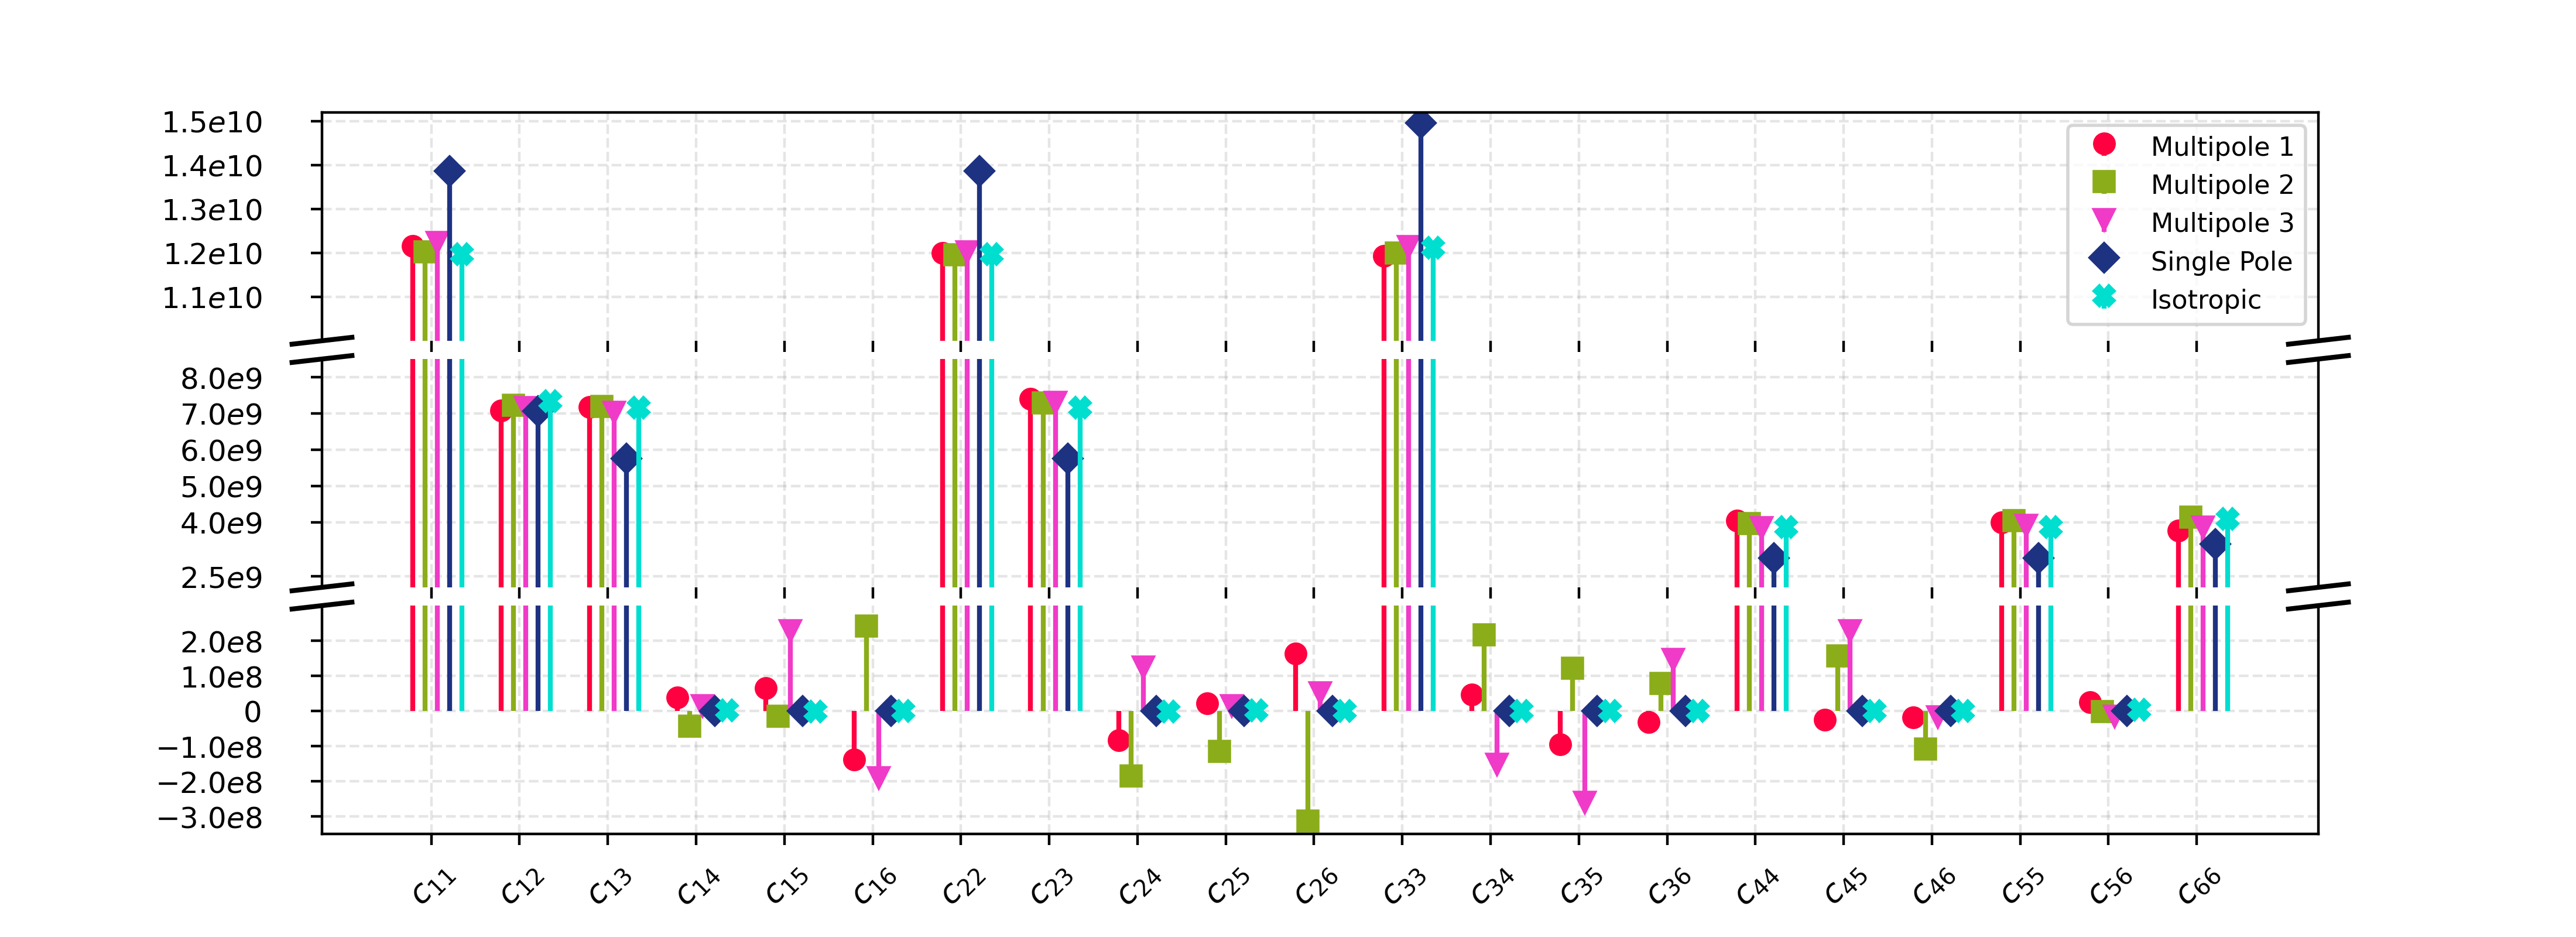 1.5e10
1.4e10
1.3e10
1.2e10
1.1e10
8.0e9
7.0e9
6.0e9
5.0e9
4.0e9
2.5e9
2.0e8
1.0e8
0
−1.0e8
−2.0e8
−3.0e8
Multipole 1
Multipole 2
Multipole 3
Single Pole
Isotropic
C11 C12 C13 C14 C15 C16 C22 C23 C24 C25 C26 C33 C34 C35 C36 C44 C45 C46 C55 C56 C66